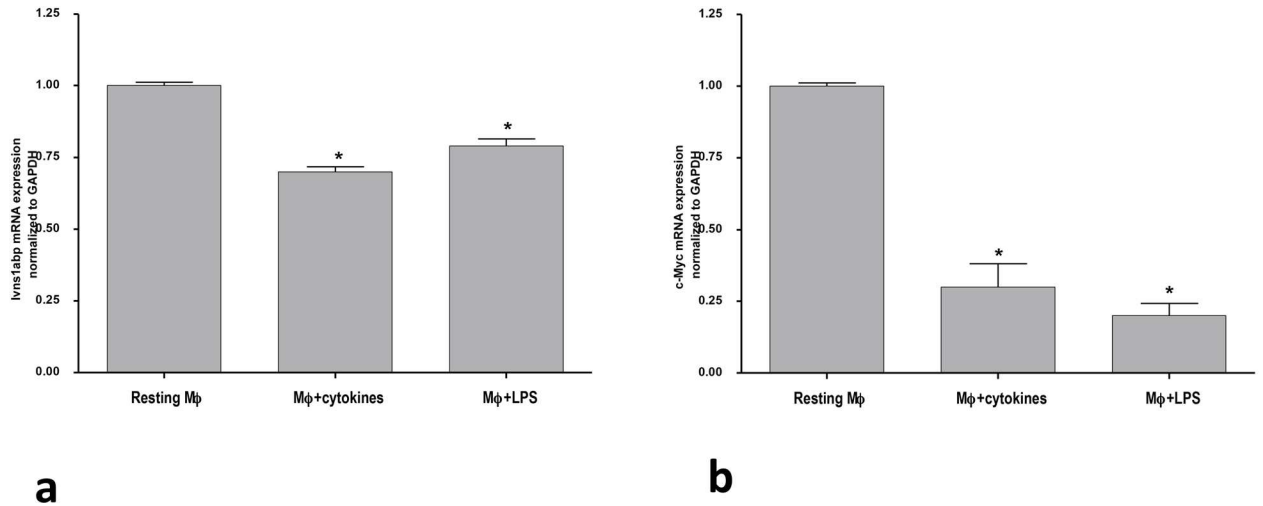 Ivns1abp mRNA expression
normalized to GAPDH
1.25
1.00
0.75
0.50
0.25
0.00
*
*
Resting Mϕ
Mϕ+cytokines
Mϕ+LPS
a
c-Myc mRNA expression
normalized to GAPDH
1.25
1.00
0.75
0.50
0.25
0.00
*
*
Resting Mϕ
Mϕ+cytokines
Mϕ+LPS
b